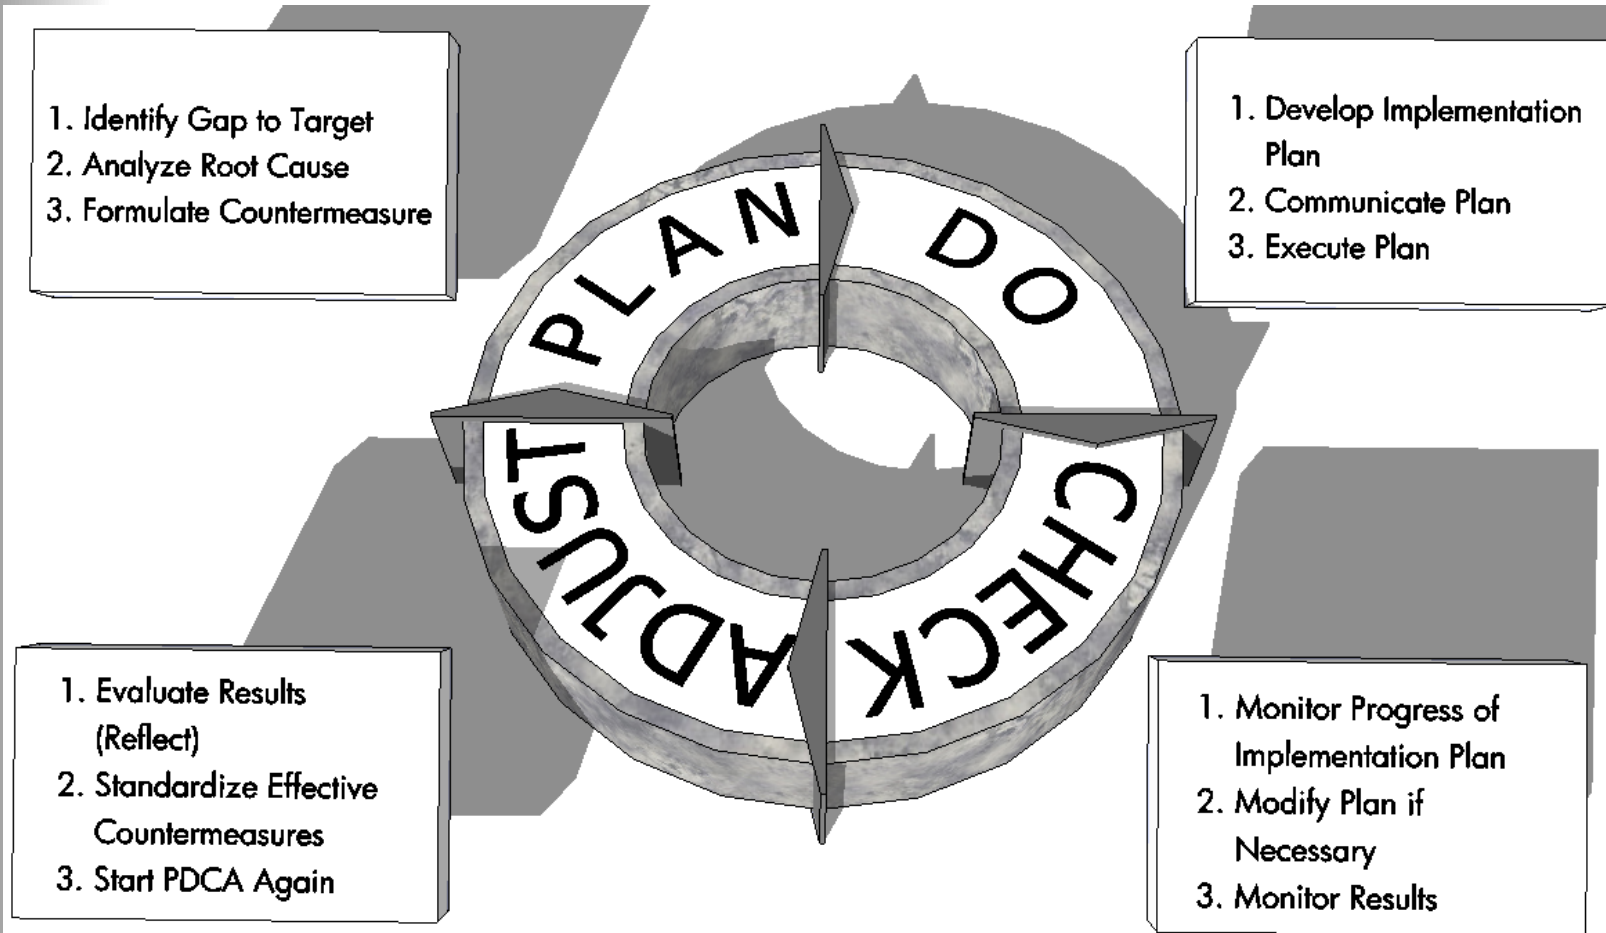 1. Identify Gap to Target
2. Analyze Root Cause
3. Formulate Countermeasure
1. Develop Implementation
Plan
2. Communicate Plan
3. Execute Plan
PLAN
DO
CHECK
ADJUST
1. Evaluate Results
(Reflect)
2. Standardize Effective
Countermeasures
3. Start PDCA Again
1. Monitor Progress of
Implementation Plan
2. Modify Plan if
Necessary
3. Monitor Results